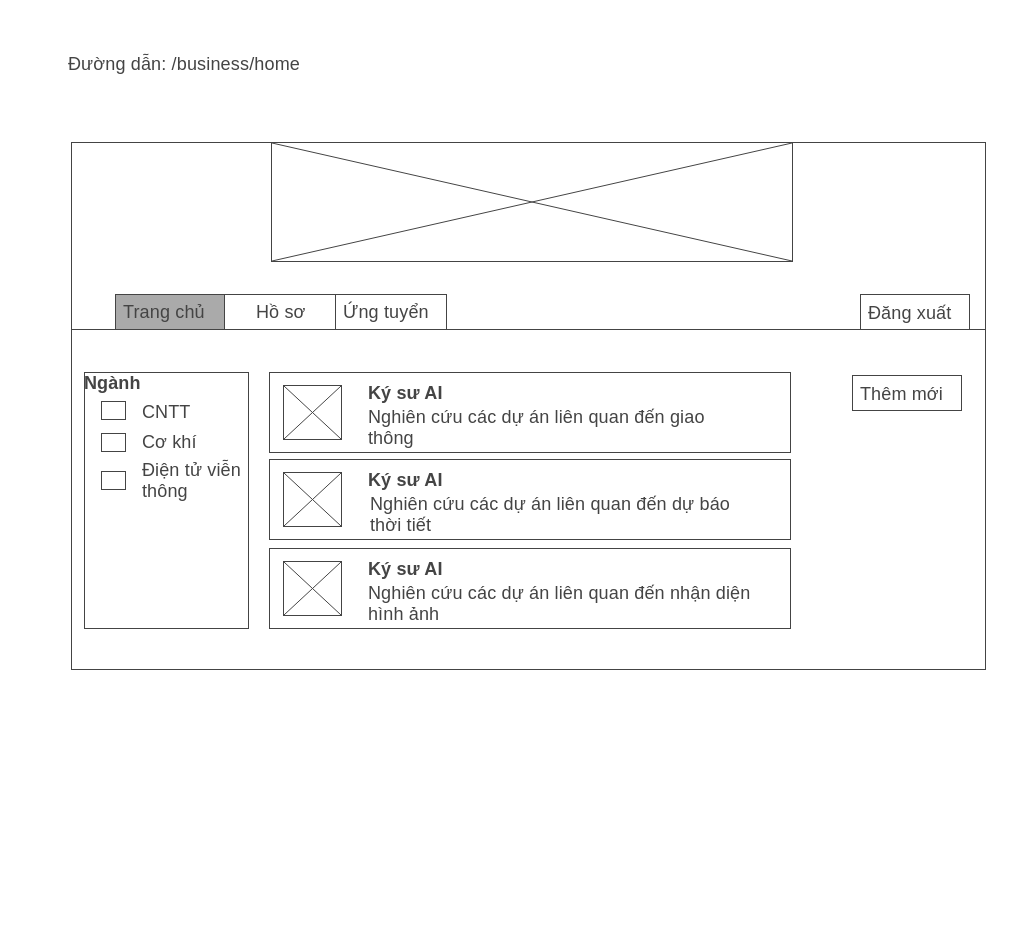 Đường dẫn: /business/home
Trang chủ
Hồ sơ
Ứng tuyển
Đăng xuất
Ngành
CNTT
Cơ khí
Điện tử viễn
thông
Ký sư AI
Nghiên cứu các dự án liên quan đến giao
thông
Ký sư AI
Nghiên cứu các dự án liên quan đến dự báo
thời tiết
Ký sư AI
Nghiên cứu các dự án liên quan đến nhận diện
hình ảnh
Thêm mới